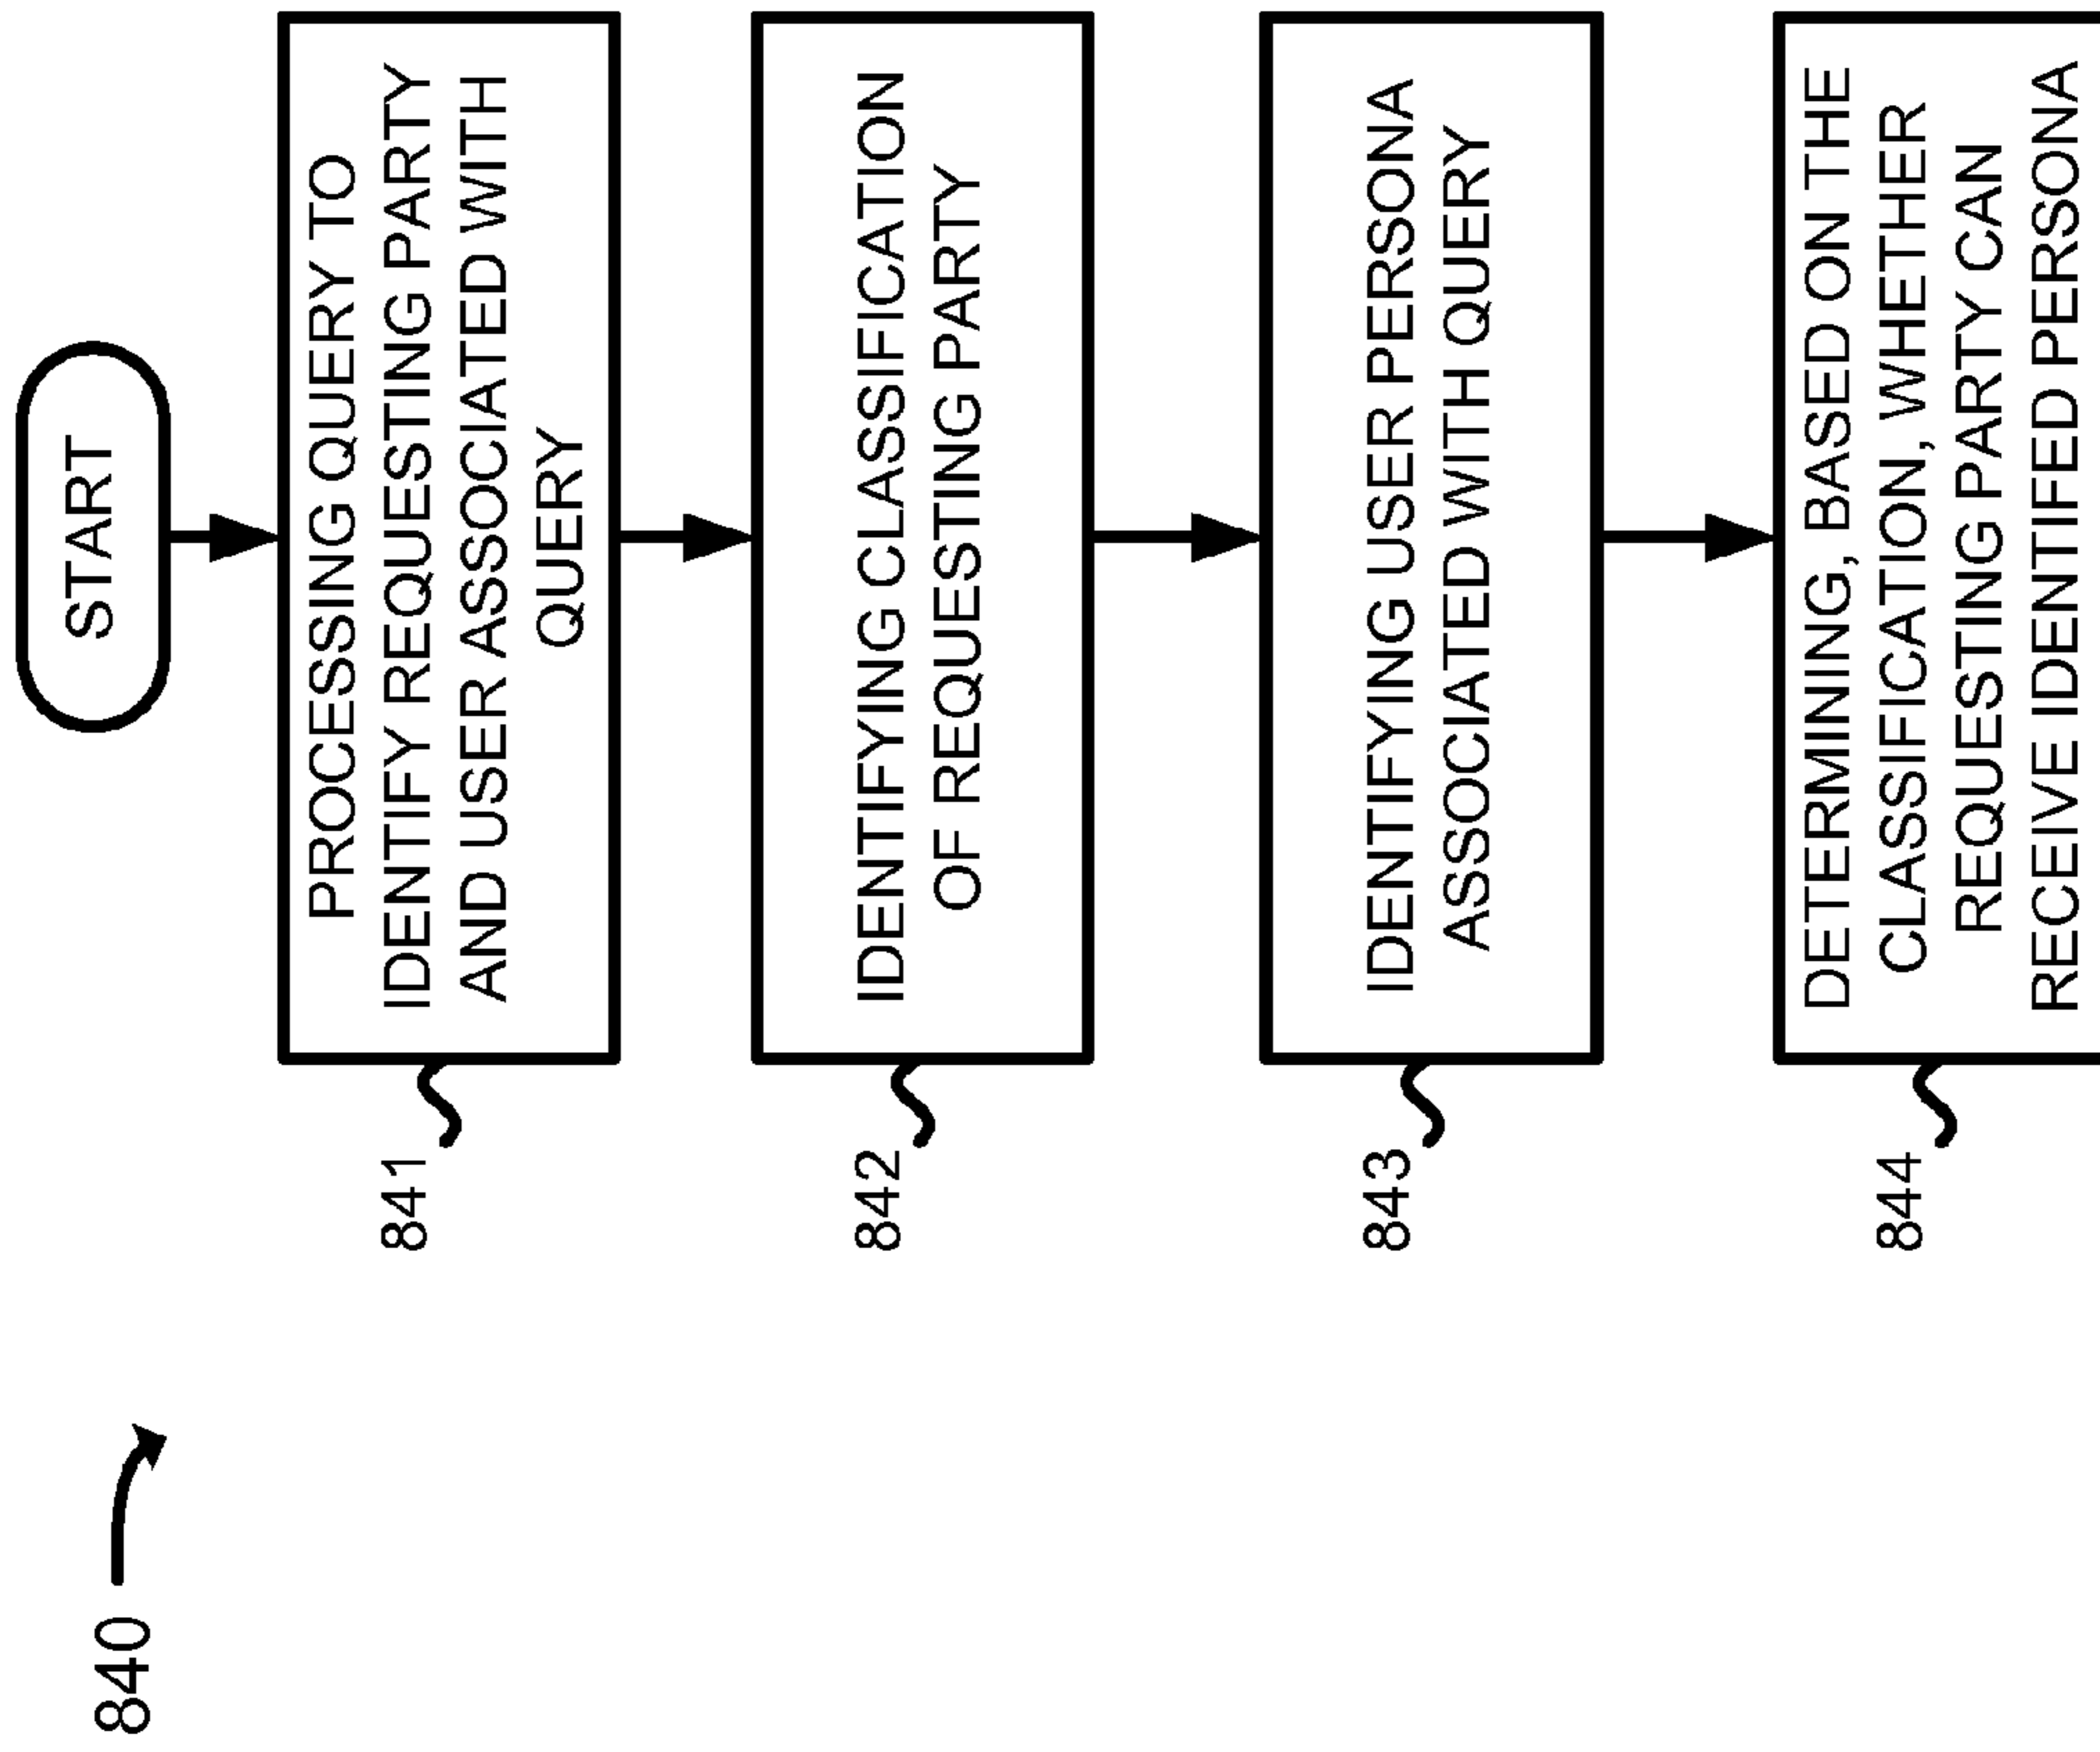 840
START
841
PROCESSING QUERY TO
IDENTIFY REQUESTING PARTY
AND USER ASSOCIATED WITH
QUERY
842
IDENTIFYING CLASSIFICATION
OF REQUESTING PARTY
843
IDENTIFYING USER PERSONA
ASSOCIATED WITH QUERY
844
DETERMINING, BASED ON THE
CLASSIFICATION, WHETHER
REQUESTING PARTY CAN
RECEIVE IDENTIFED PERSONA